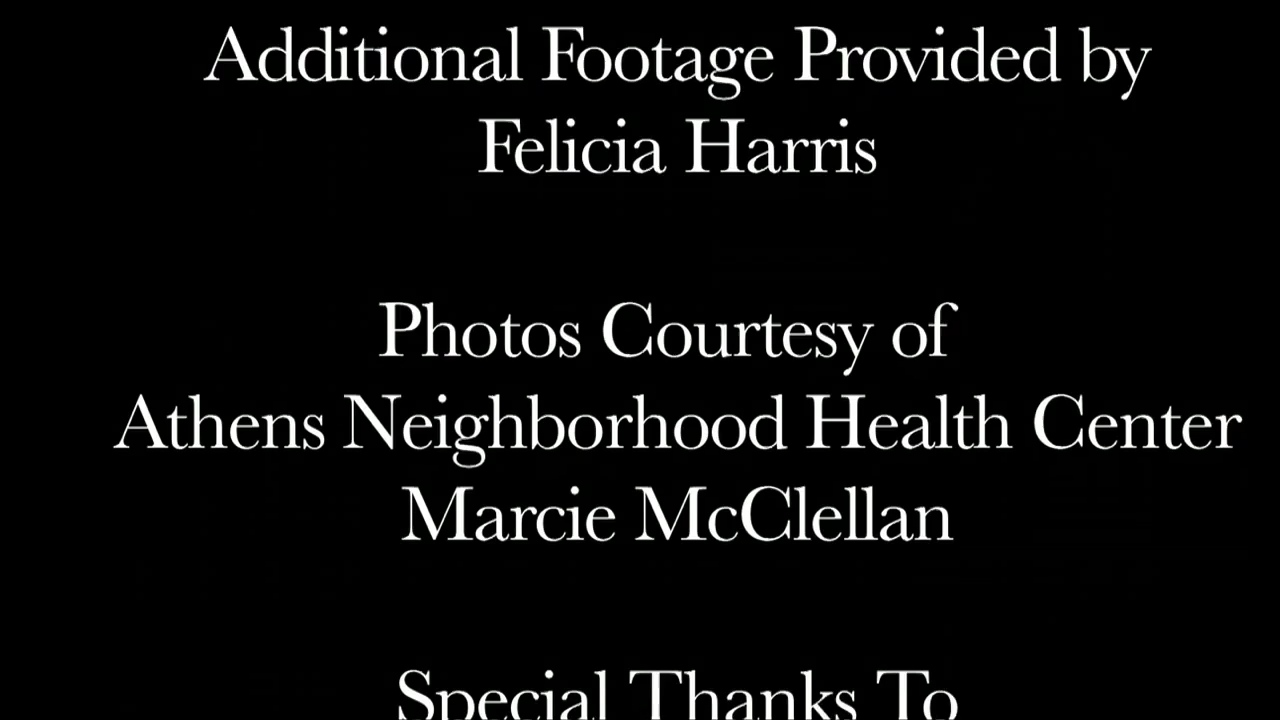 Additional Footage Provided by
Felicia Harris
Photos Courtesy of
Athens Neighborhood Health Center
Marcie McClellan
Special Thanks To